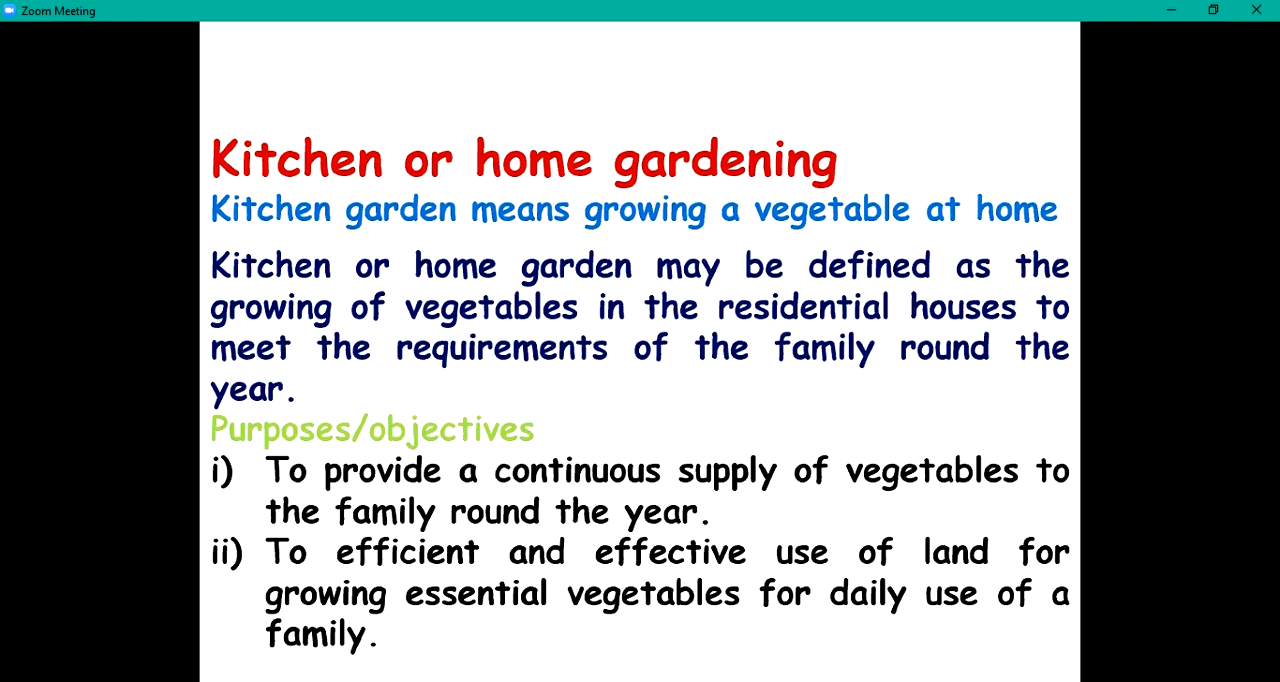 Zoom Meeting
Kitchen or home gardening
Kitchen garden means growing a vegetable at home
Kitchen or home garden may be defined as the
growing of vegetables in the residential houses to
meet the requirements of the family round the
year.
Purposes/objectives
i) To provide a continuous supply of vegetables to
the family round the year.
ii) To efficient and effective use of land for
growing essential vegetables for daily use of a
family.